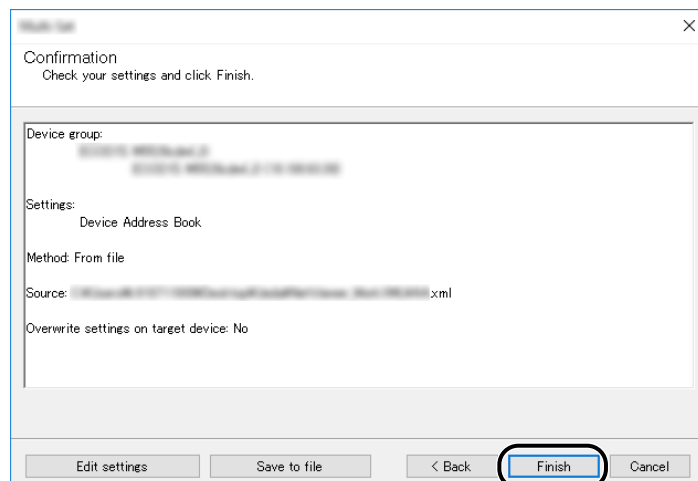 Confirmation
Check your settings and click Finish.
Device group:
Settings:
Device Address Book
Method: From file
Source: .xml
Overwrite settings on target device: No
Edit settings
Save to file
< Back
Finish
Cancel